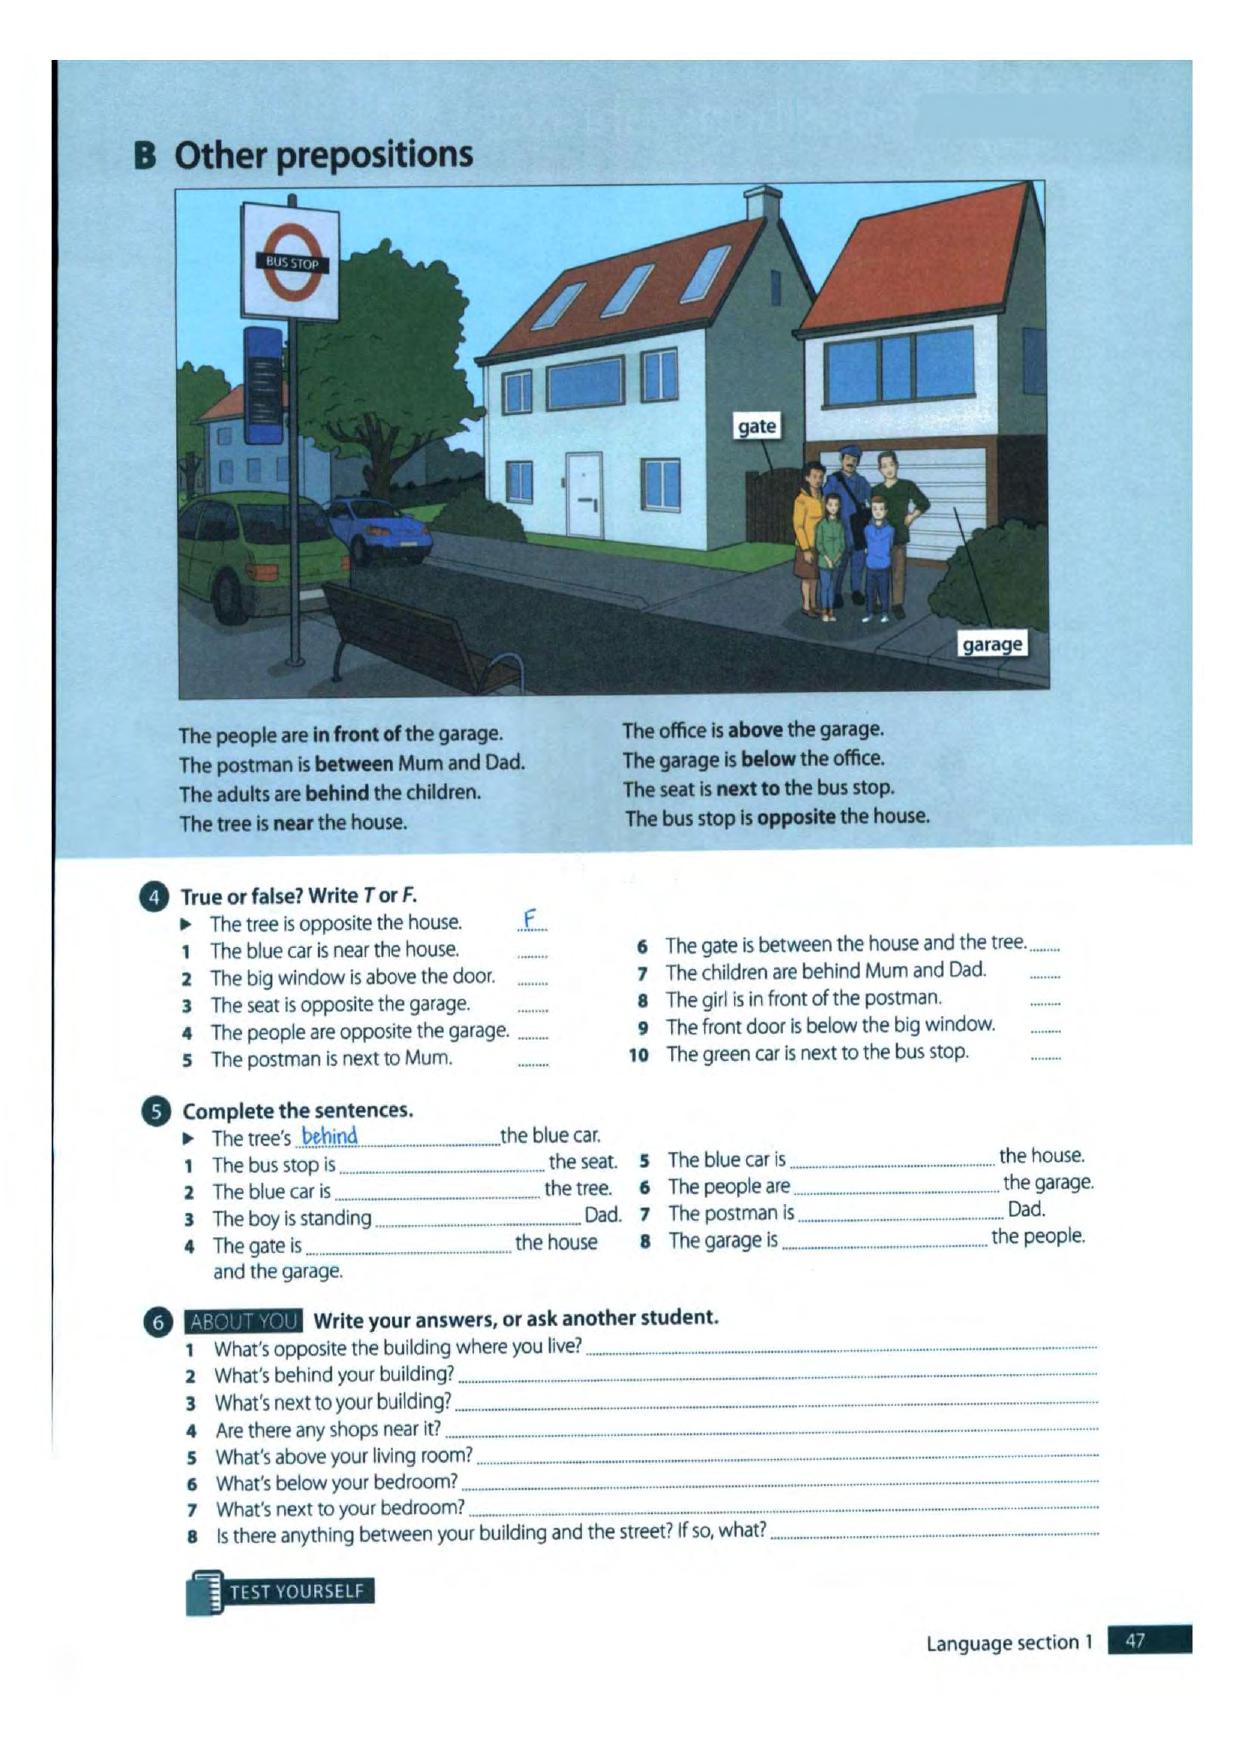 B Other prepositions
BUS STOP
gate
garage
The people are in front of the garage.
The postman is between Mum and Dad.
The adults are behind the children.
The tree is near the house.
The office is above the garage.
The garage is below the office.
The seat is next to the bus stop.
The bus stop is opposite the house.
4 True or false? Write T or F.
▶ The tree is opposite the house. F
1 The blue car is near the house. ........
2 The big window is above the door. ........
3 The seat is opposite the garage. ........
4 The people are opposite the garage. ........
5 The postman is next to Mum. ........
6 The gate is between the house and the tree. ........
7 The children are behind Mum and Dad. ........
8 The girl is in front of the postman. ........
9 The front door is below the big window. ........
10 The green car is next to the bus stop. ........
5 Complete the sentences.
▶ The tree's behind the blue car.
1 The bus stop is ........ the seat.
2 The blue car is ........ the tree.
3 The boy is standing ........ Dad.
4 The gate is ........ the house
and the garage.
5 The blue car is ........ the house.
6 The people are ........ the garage.
7 The postman is ........ Dad.
8 The garage is ........ the people.
6 ABOUT YOU Write your answers, or ask another student.
1 What's opposite the building where you live? ........
2 What's behind your building? ........
3 What's next to your building? ........
4 Are there any shops near it? ........
5 What's above your living room? ........
6 What's below your bedroom? ........
7 What's next to your bedroom? ........
8 Is there anything between your building and the street? If so, what? ........
TEST YOURSELF
Language section 1 47